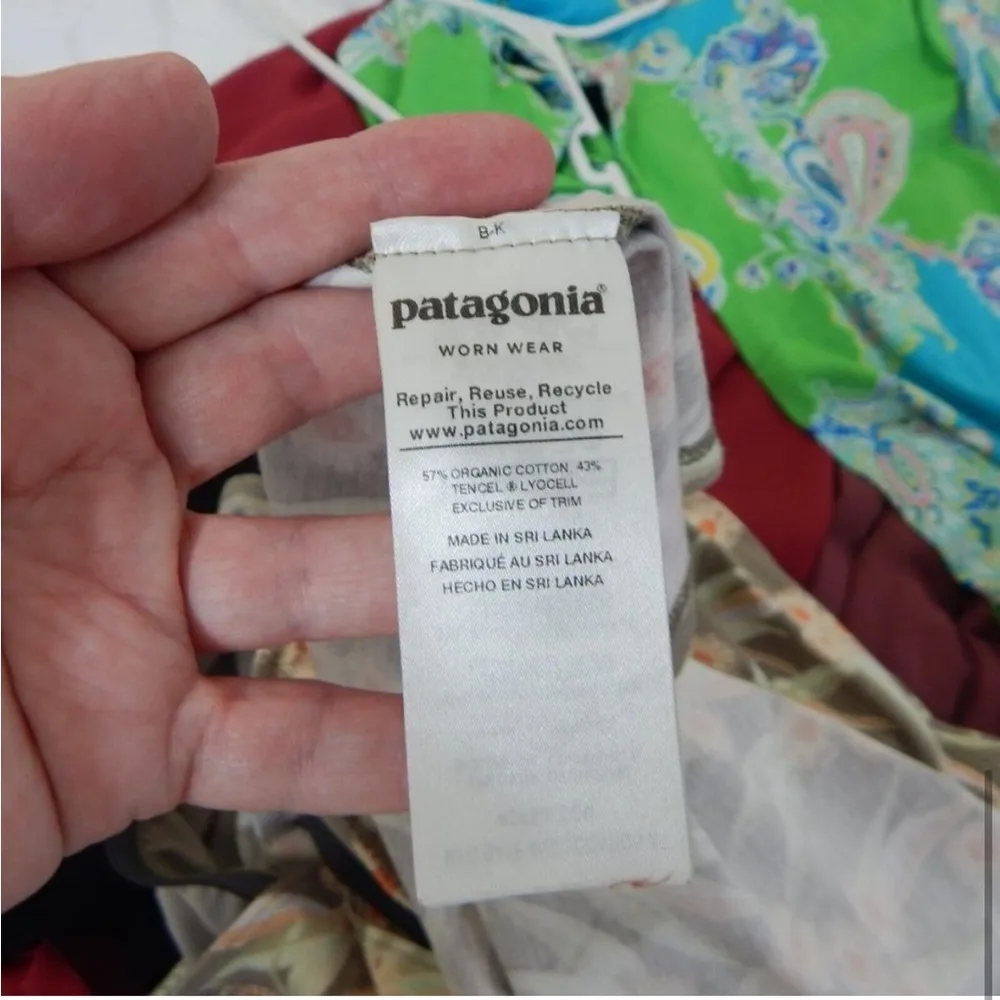 B-K
patagonia®
WORN WEAR
Repair, Reuse, Recycle
This Product
www.patagonia.com
57% ORGANIC COTTON, 43%
TENCEL ® LYOCELL
EXCLUSIVE OF TRIM
MADE IN SRI LANKA
FABRIQUÉ AU SRI LANKA
HECHO EN SRI LANKA